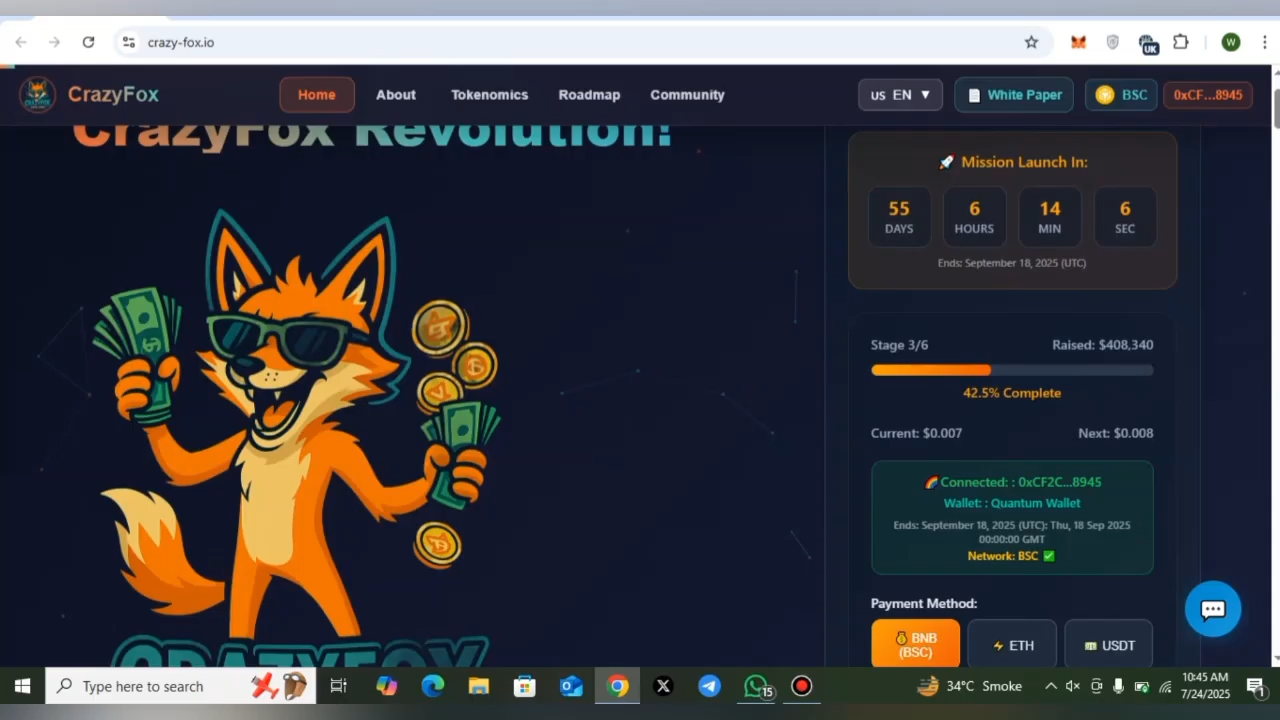 crazy-fox.io
UK
W
CrazyFox
Home
About
Tokenomics
Roadmap
Community
US EN ▼
📄 White Paper
BSC
0xCF...8945
CrazyFox Revolution!
🚀 Mission Launch In:
55
DAYS
6
HOURS
14
MIN
6
SEC
Ends: September 18, 2025 (UTC)
Stage 3/6
Raised: $408,340
42.5% Complete
Current: $0.007
Next: $0.008
🌈 Connected: : 0xCF2C...8945
Wallet: : Quantum Wallet
Ends: September 18, 2025 (UTC): Thu, 18 Sep 2025
00:00:00 GMT
Network: BSC ✅
Payment Method:
💰 BNB
(BSC)
⚡ ETH
💵 USDT
CRAZYFOX
Type here to search
15
34°C Smoke
10:45 AM
7/24/2025
1